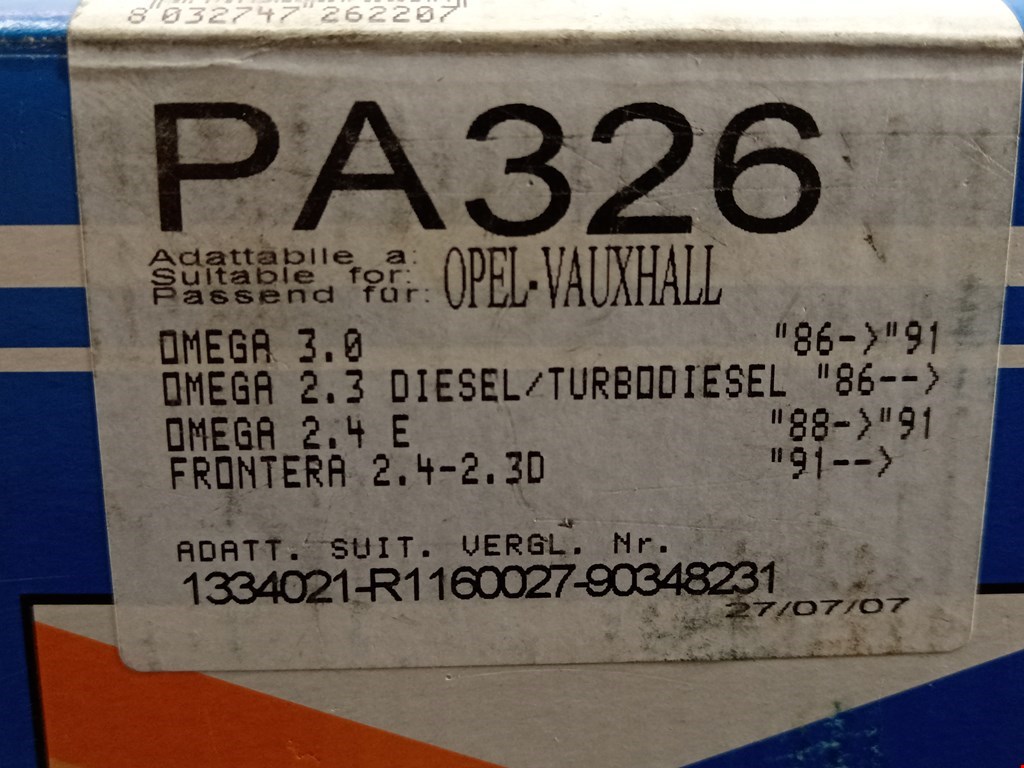 8 032747 262207
PA326
Adattabile a:
Suitable for:
Passend für:
OPEL-VAUXHALL
OMEGA 3.0 "86->"91
OMEGA 2.3 DIESEL/TURBODIESEL "86-->
OMEGA 2.4 E "88->"91
FRONTERA 2.4-2.3D "91-->
ADATT. SUIT. VERGL. Nr.
1334021-R1160027-90348231
27/07/07